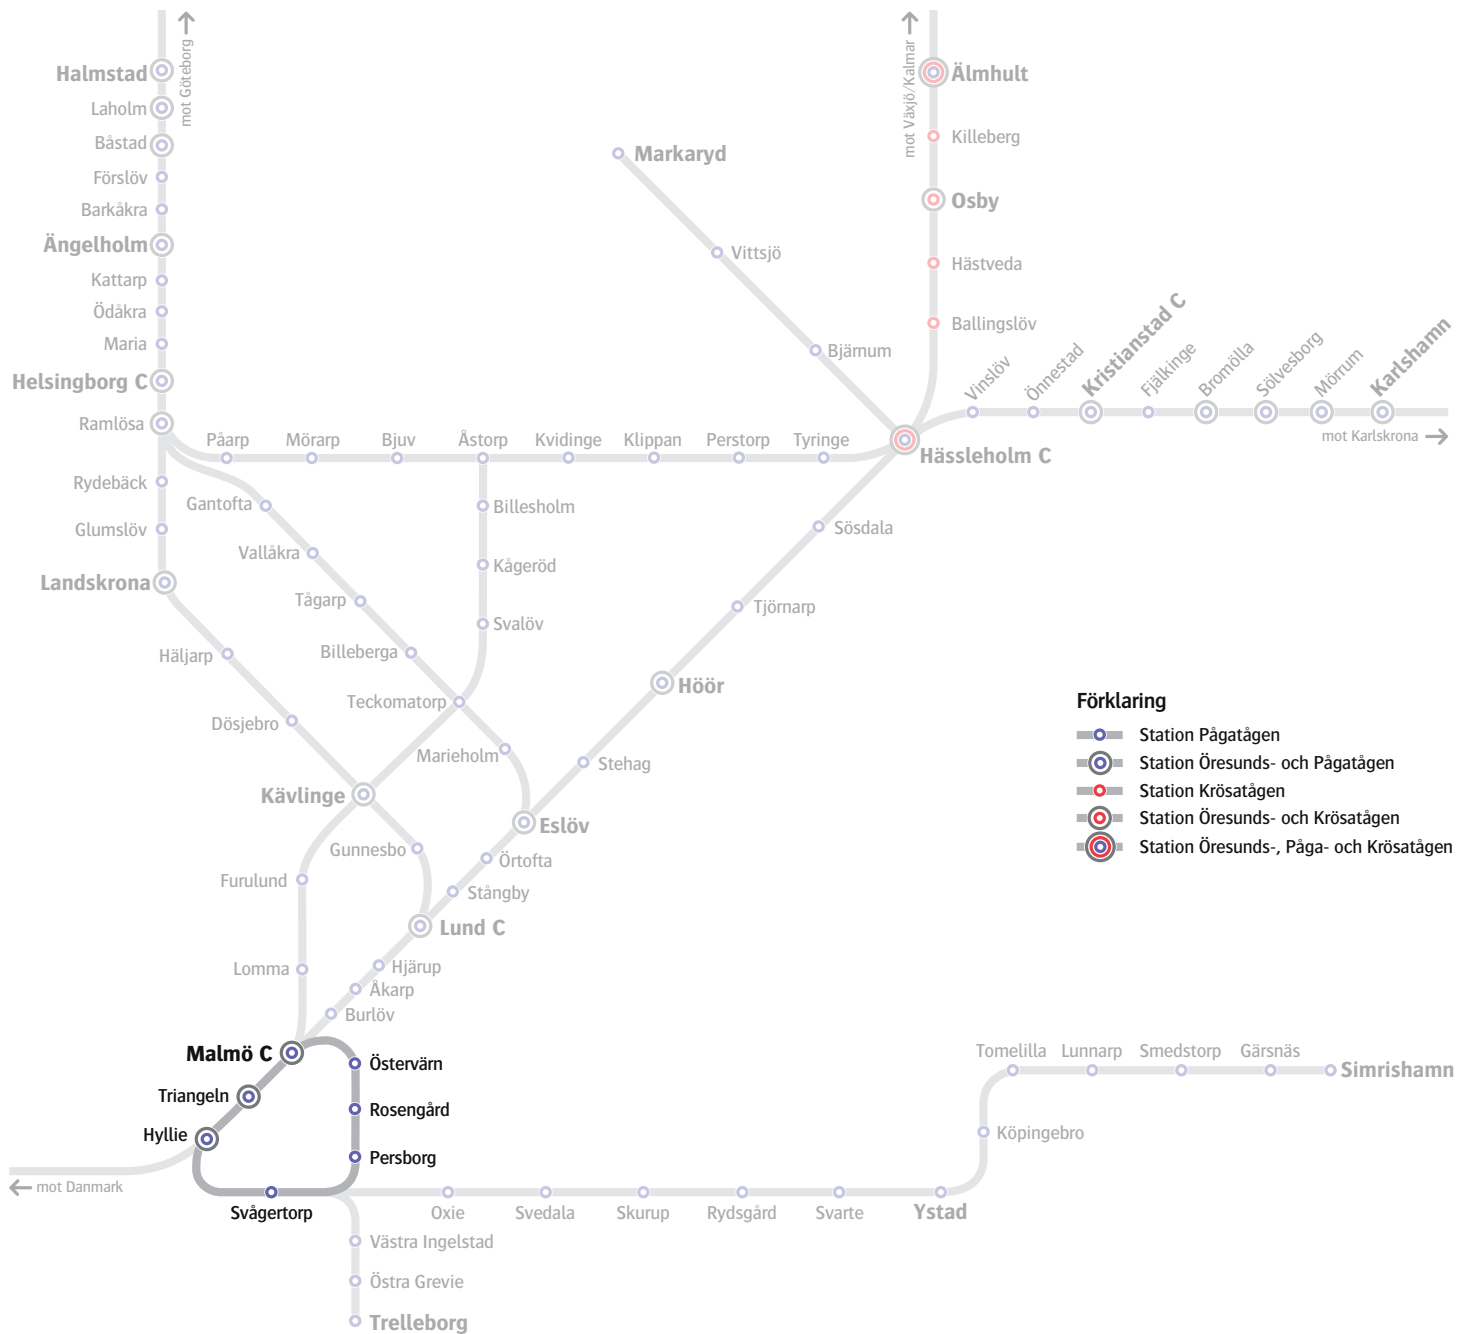 mot Göteborg
Halmstad
Laholm
Båstad
Förslöv
Barkåkra
Ängelholm
Kattarp
Ödåkra
Maria
Helsingborg C
Ramlösa
Rydebäck
Glumslöv
Landskrona
Häljarp
Dösjebro
Kävlinge
Gunnesbo
Furulund
Lomma
Påarp
Mörarp
Bjuv
Åstorp
Kvidinge
Klippan
Perstorp
Tyringe
Gantofta
Vallåkra
Tågarp
Billeberga
Teckomatorp
Marieholm
Billesholm
Kågeröd
Svalöv
Markaryd
Vittsjö
Bjärnum
mot Växjö/Kalmar
Älmhult
Killeberg
Osby
Hästveda
Ballingslöv
Hässleholm C
Vinslöv
Önnestad
Kristianstad C
Fjälkinge
Bromölla
Sölvesborg
Mörrum
Karlshamn
mot Karlskrona
Sösdala
Tjörnarp
Höör
Stehag
Eslöv
Örtofta
Stångby
Lund C
Hjärup
Åkarp
Burlöv
Förklaring
Station Pågatågen
Station Öresunds- och Pågatågen
Station Krösatågen
Station Öresunds- och Krösatågen
Station Öresunds-, Påga- och Krösatågen
Malmö C
Triangeln
Hyllie
mot Danmark
Svågertorp
Östervärn
Rosengård
Persborg
Oxie
Svedala
Skurup
Rydsgård
Svarte
Ystad
Köpingebro
Tomelilla
Lunnarp
Smedstorp
Gärsnäs
Simrishamn
Västra Ingelstad
Östra Grevie
Trelleborg